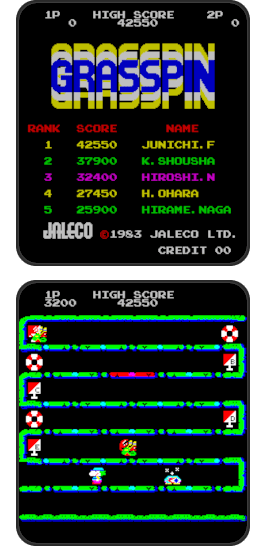 1P HIGH SCORE 2P
0 42550 0
GRASSPIN
RANK SCORE NAME
1 42550 JUNICHI.F
2 37900 K.SHOUSHA
3 32400 HIROSHI.N
4 27450 H.OHARA
5 25900 HIRAME.NAGA
JALECO ©1983 JALECO LTD.
CREDIT 00
1P HIGH SCORE
3200 42550